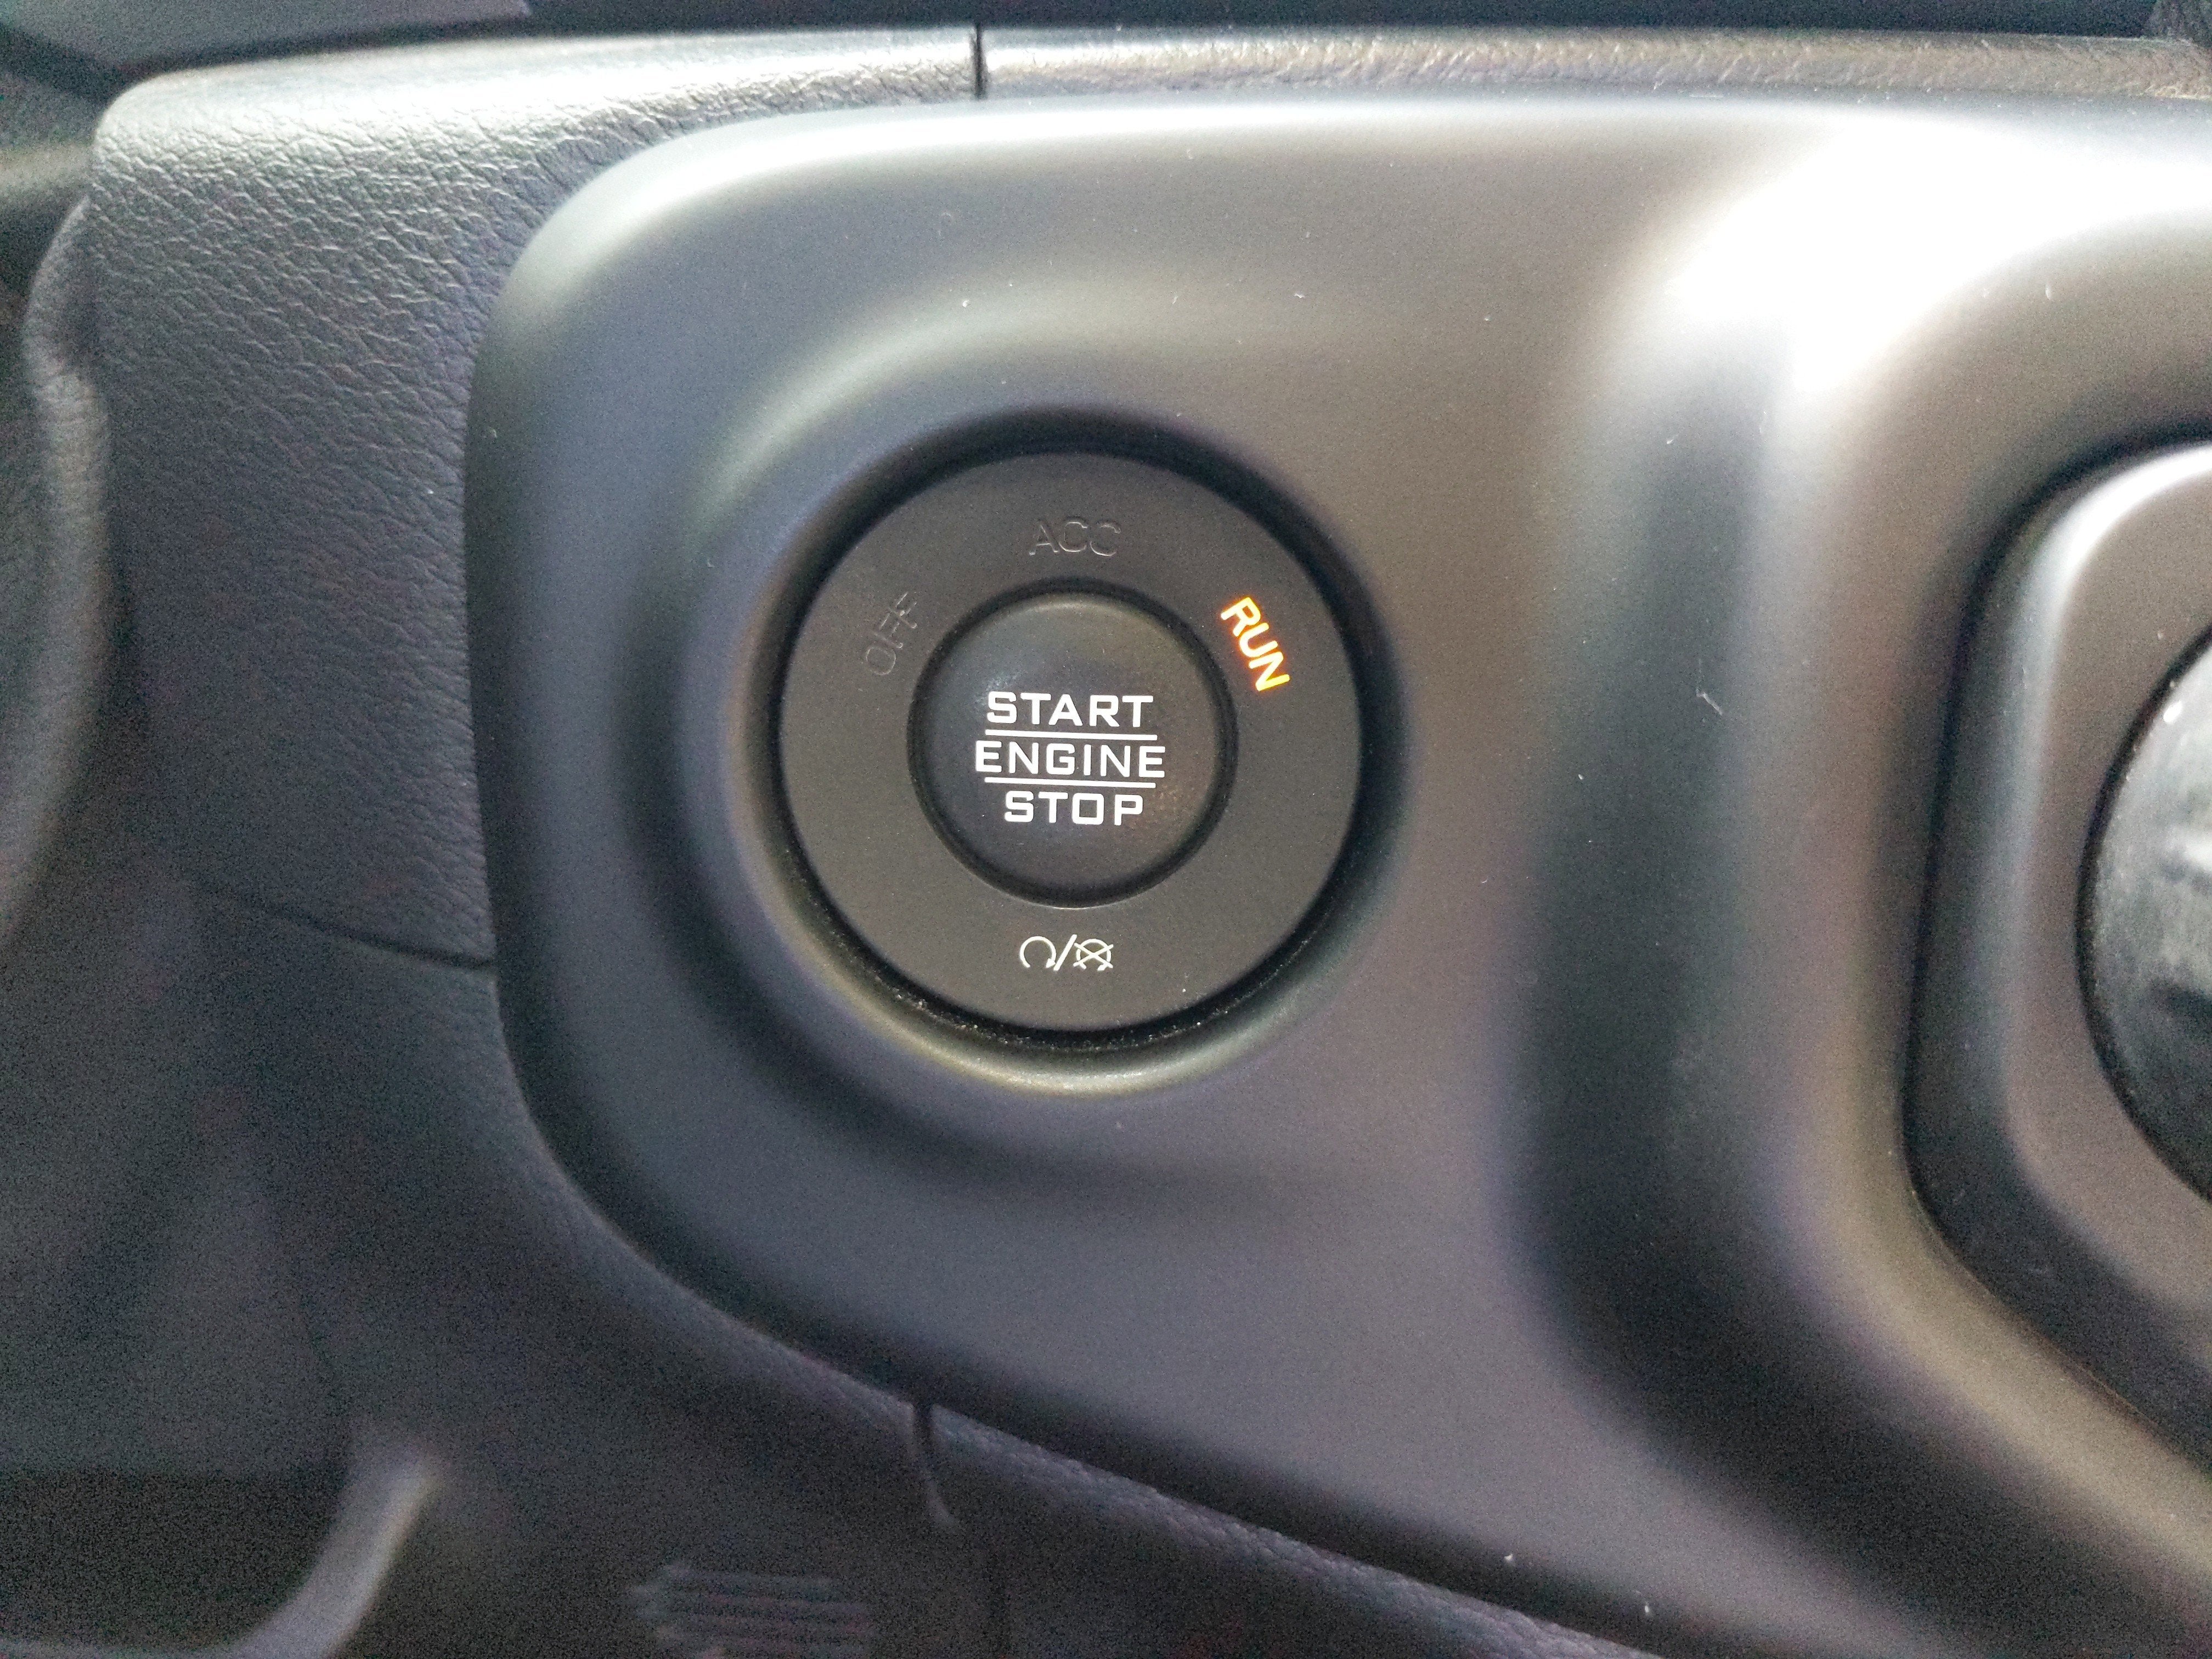 ACC
OFF
RUN
START
ENGINE
STOP